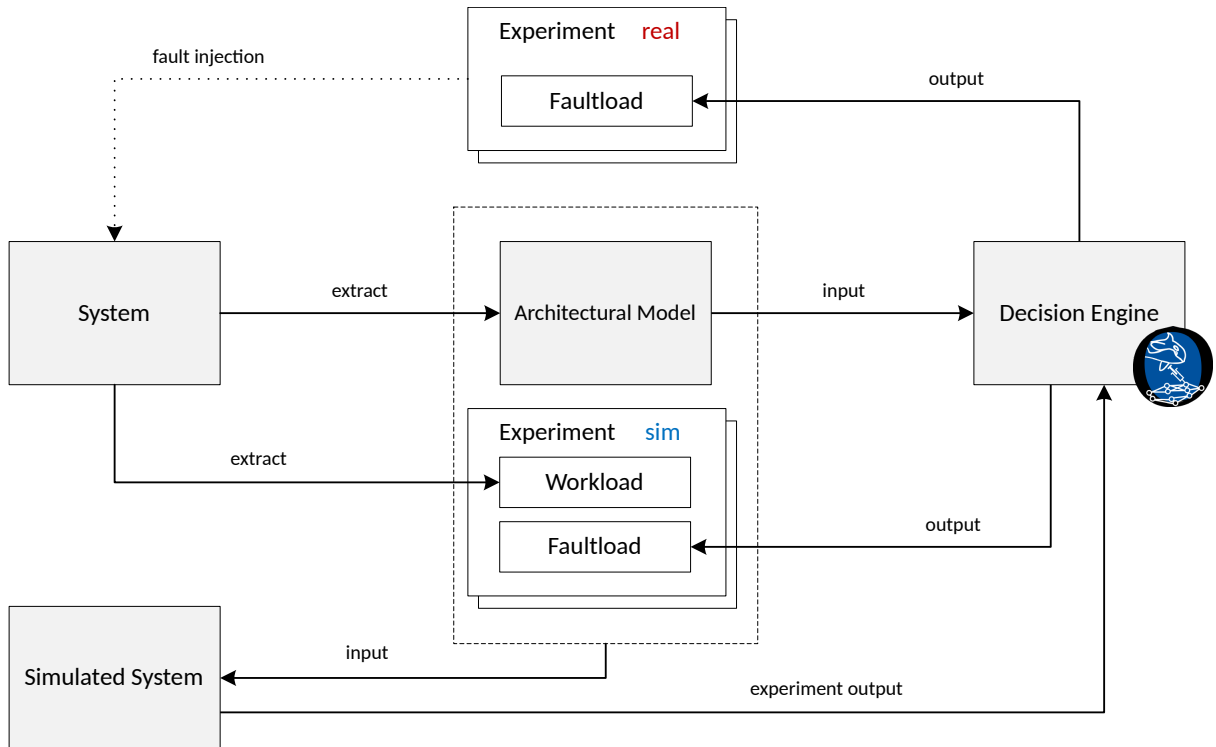 Experiment real
fault injection
output
Faultload
extract
input
System
Architectural Model
Decision Engine
Experiment sim
extract
Workload
output
Faultload
input
Simulated System
experiment output